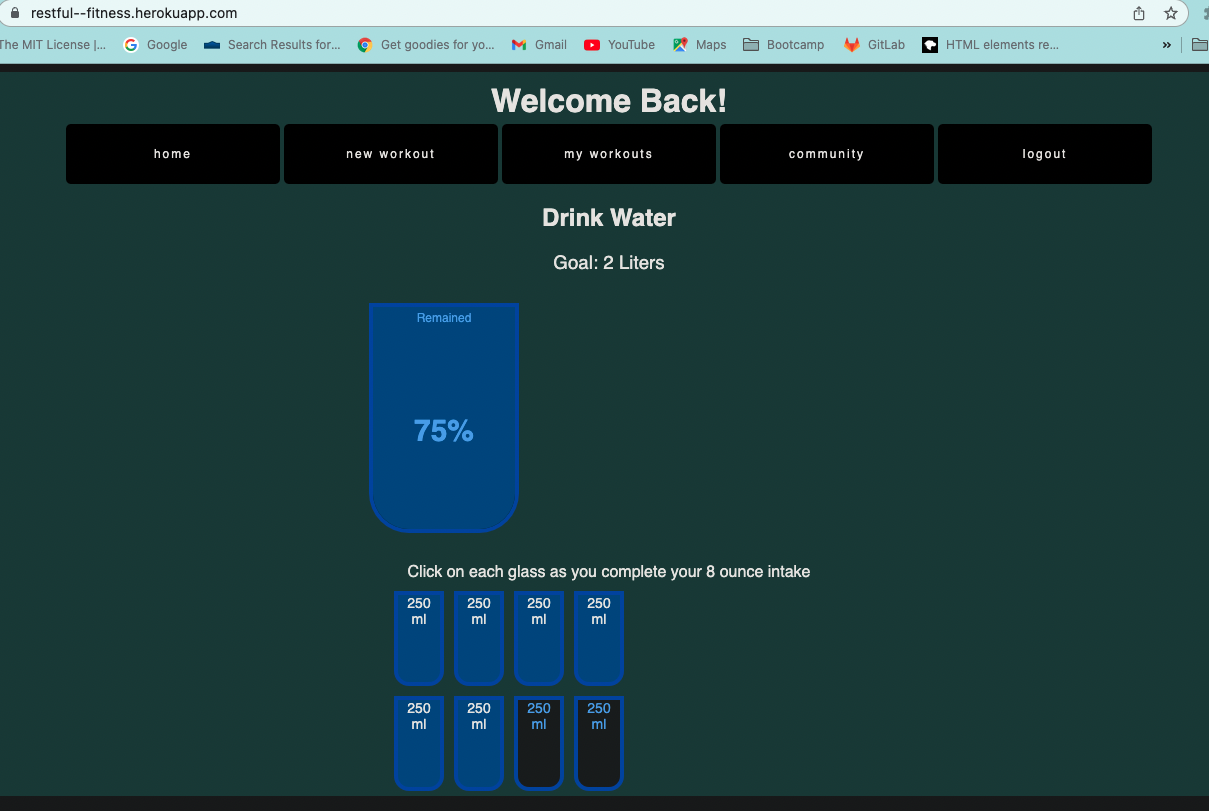 restful--fitness.herokuapp.com
The MIT License |... Google Search Results for... Get goodies for yo... Gmail YouTube Maps Bootcamp GitLab HTML elements re... »
Welcome Back!
home new workout my workouts community logout
Drink Water
Goal: 2 Liters
Remained
75%
Click on each glass as you complete your 8 ounce intake
250 250 250 250
ml ml ml ml
250 250 250 250
ml ml ml ml